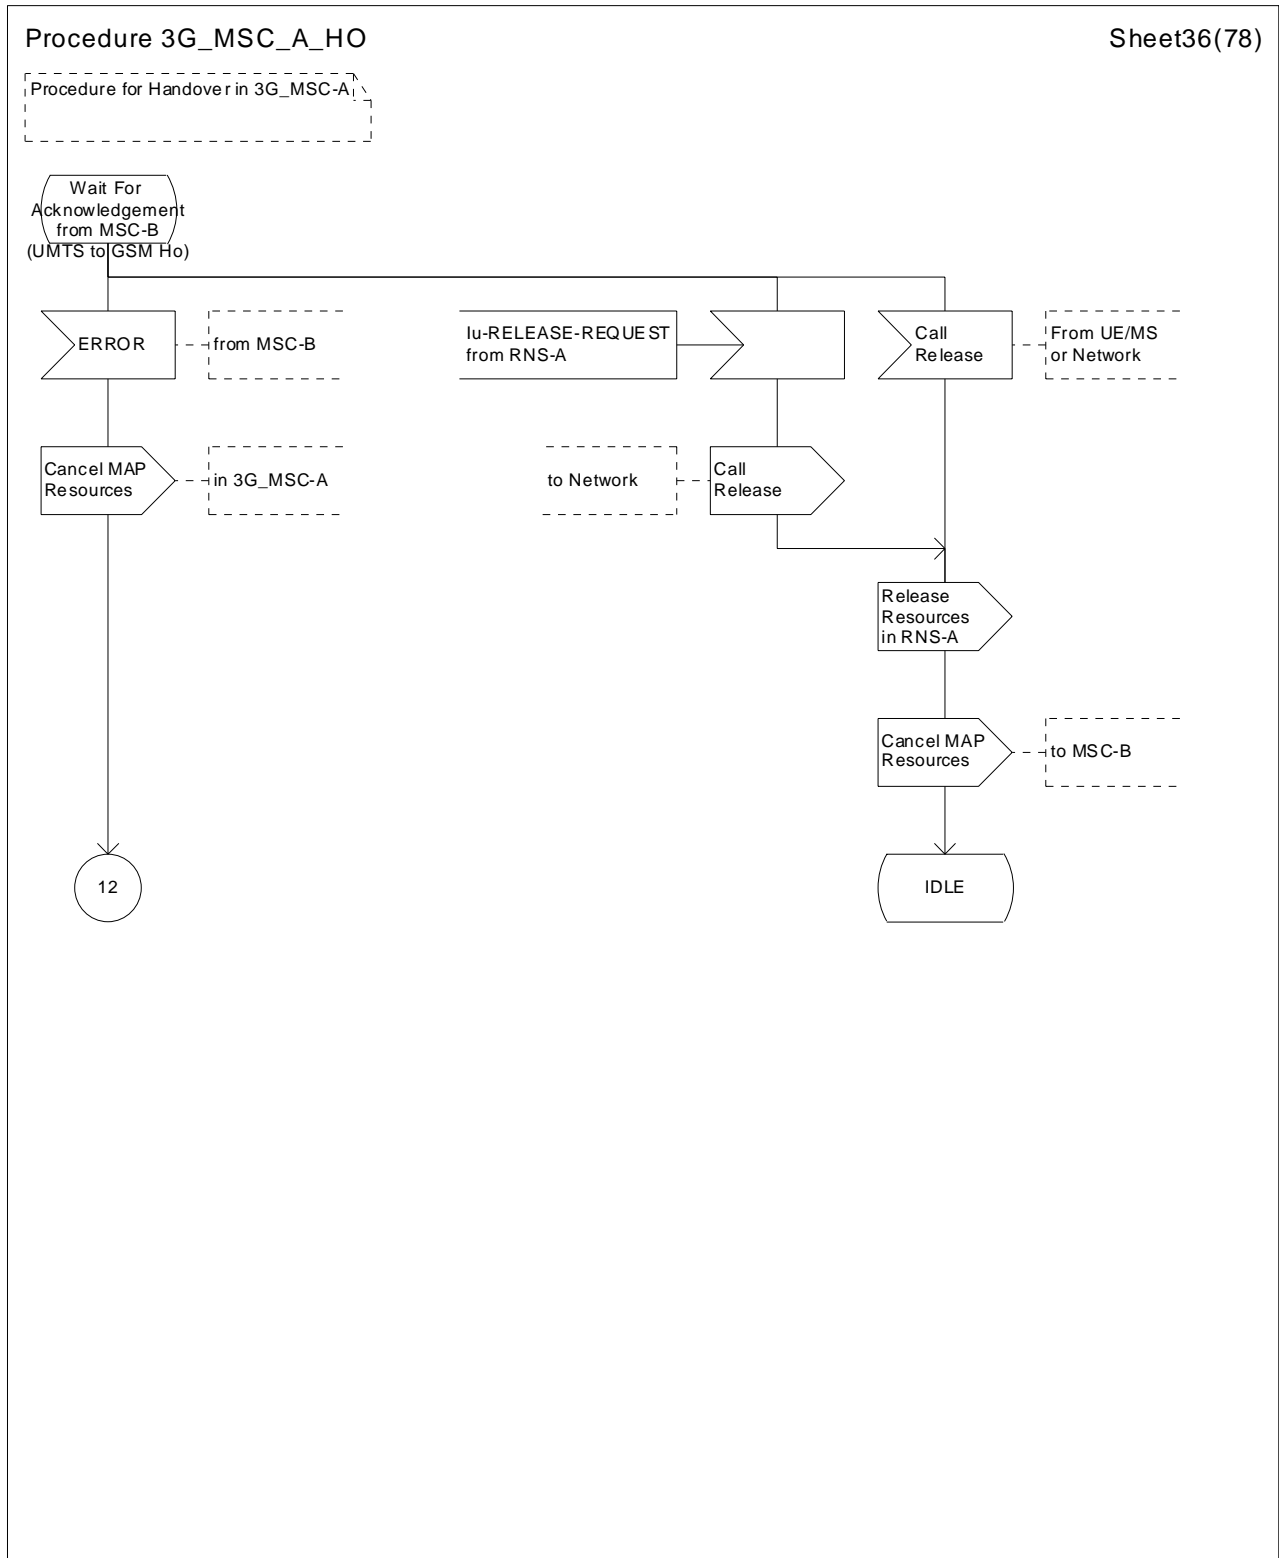 Procedure 3G_MSC_A_HO
Sheet36(78)
Procedure for Handover in 3G_MSC-A
Wait For
Acknowledgement
from MSC-B
(UMTS to GSM Ho)
ERROR
from MSC-B
Iu-RELEASE-REQUEST
from RNS-A
Call
Release
From UE/MS
or Network
Cancel MAP
Resources
in 3G_MSC-A
to Network
Call
Release
Release
Resources
in RNS-A
Cancel MAP
Resources
to MSC-B
12
IDLE